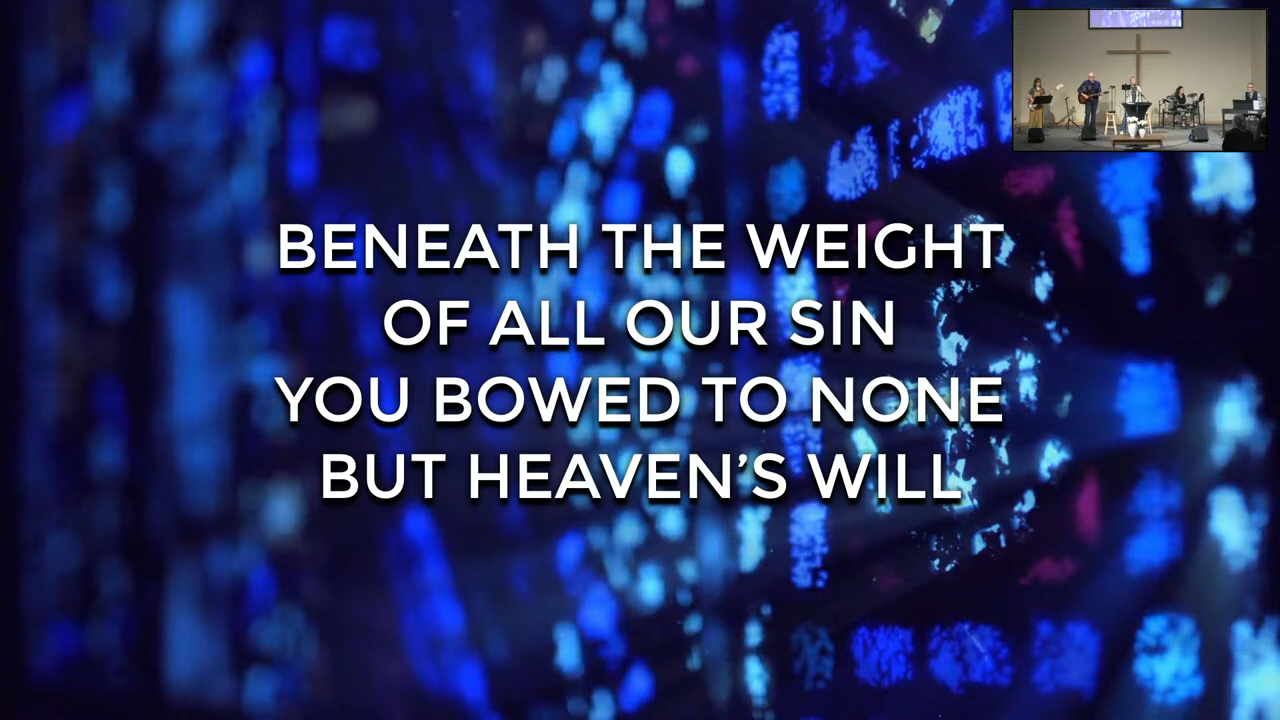 BENEATH THE WEIGHT
OF ALL OUR SIN
YOU BOWED TO NONE
BUT HEAVEN’S WILL